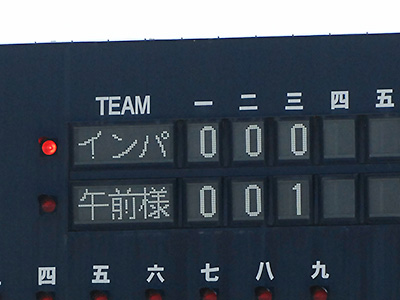 TEAM 一 二 三 四 五
インパ 0 0 0
午前様 0 0 1
四 五 六 七 八 九